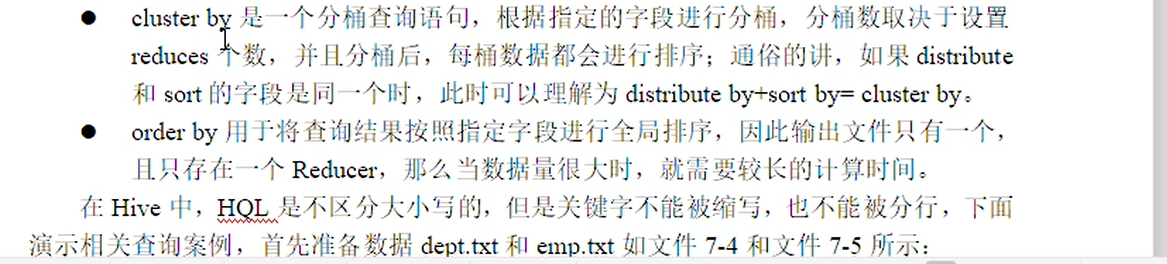 ● cluster by 是一个分桶查询语句，根据指定的字段进行分桶，分桶数取决于设置
reduces 个数，并且分桶后，每桶数据都会进行排序；通俗的讲，如果 distribute
和 sort 的字段是同一个时，此时可以理解为 distribute by+sort by= cluster by。
● order by 用于将查询结果按照指定字段进行全局排序，因此输出文件只有一个，
且只存在一个 Reducer，那么当数据量很大时，就需要较长的计算时间。
在 Hive 中，HQL 是不区分大小写的，但是关键字不能被缩写，也不能被分行，下面
演示相关查询案例，首先准备数据 dept.txt 和 emp.txt 如文件 7-4 和文件 7-5 所示：